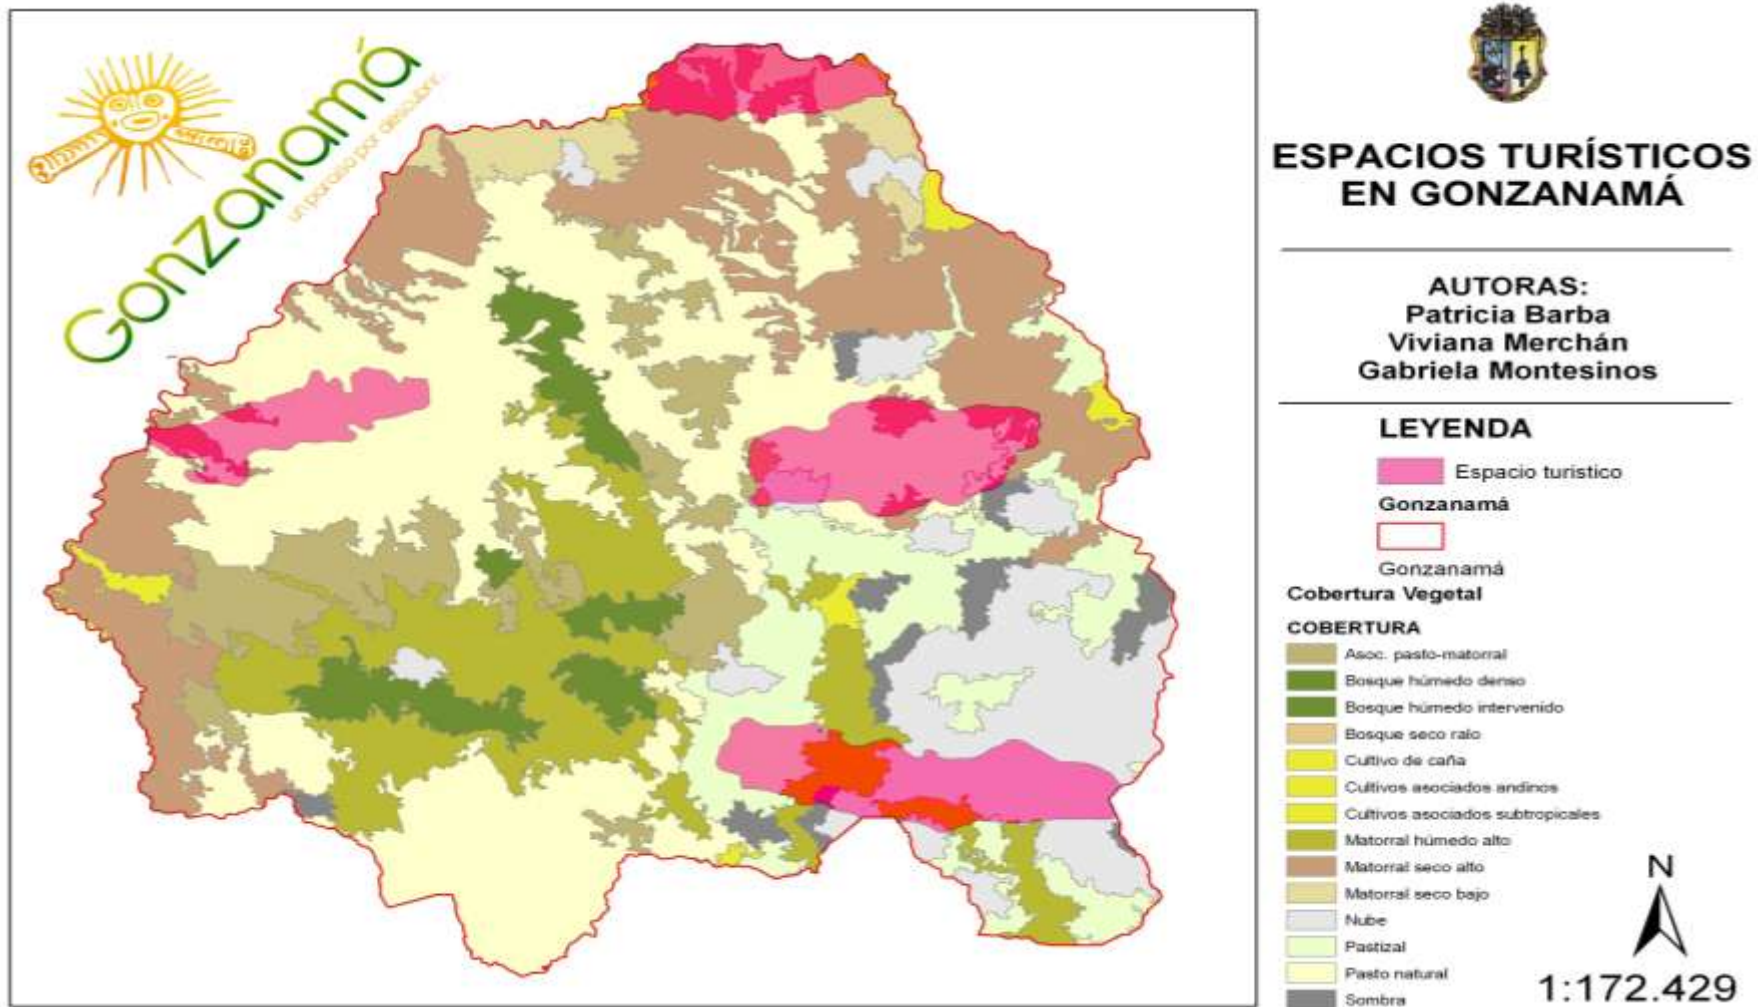 Gonzanamá
un paraíso por descubrir.
ESPACIOS TURÍSTICOS
EN GONZANAMÁ
AUTORAS:
Patricia Barba
Viviana Merchán
Gabriela Montesinos
LEYENDA
Espacio turistico
Gonzanamá
Gonzanamá
Cobertura Vegetal
COBERTURA
Asoc. pasto-matorral
Bosque húmedo denso
Bosque húmedo intervenido
Bosque seco ralo
Cultivo de caña
Cultivos asociados andinos
Cultivos asociados subtropicales
Matorral húmedo alto
Matorral seco alto
Matorral seco bajo
Nube
Pastizal
Pasto natural
Sombra
N
1:172.429